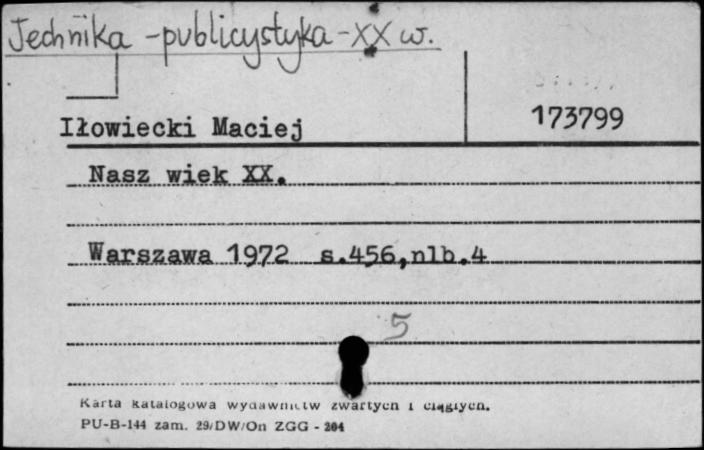 Technika - publicystyka - XX w.
173799
Iłowiecki Maciej
Nasz wiek XX.
Warszawa 1972 s.456,nlb.4
5
Karta katalogowa wydawnictw zwartych i ciągłych.
PU-B-144 zam. 29/DW/On ZGG - 204